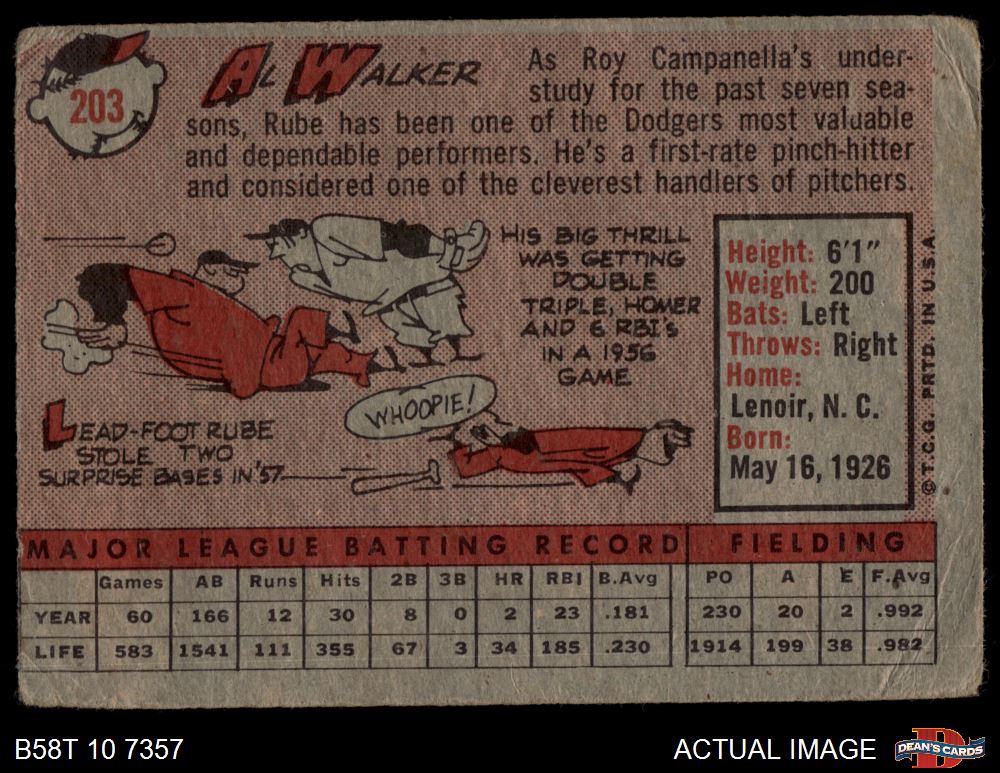 203
AL WALKER
As Roy Campanella's under-
study for the past seven sea-
sons, Rube has been one of the Dodgers most valuable
and dependable performers. He's a first-rate pinch-hitter
and considered one of the cleverest handlers of pitchers.
HIS BIG THRILL
WAS GETTING
DOUBLE
TRIPLE, HOMER
AND 6 RBI'S
IN A 1956
GAME
WHOOPIE!
LEAD-FOOT RUBE
STOLE TWO
SURPRISE BASES IN '57
Height: 6'1"
Weight: 200
Bats: Left
Throws: Right
Home:
Lenoir, N. C.
Born:
May 16, 1926
© T.C.G. PRTD. IN U.S.A.
MAJOR LEAGUE BATTING RECORD FIELDING
Games AB Runs Hits 2B 3B HR RBI B.Avg PO A E F.Avg
YEAR 60 166 12 30 8 0 2 23 .181 230 20 2 .992
LIFE 583 1541 111 355 67 3 34 185 .230 1914 199 38 .982
B58T 10 7357 ACTUAL IMAGE
D
DEAN'S CARDS